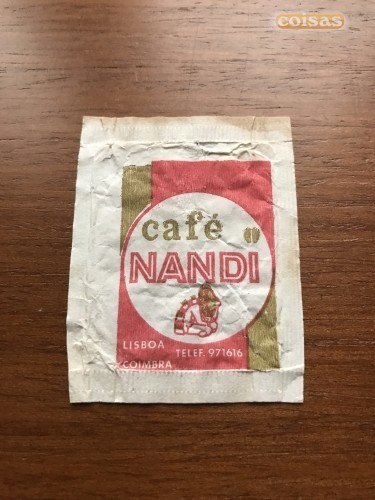 coisas
café
NANDI
LISBOA
TELEF. 971616
COIMBRA